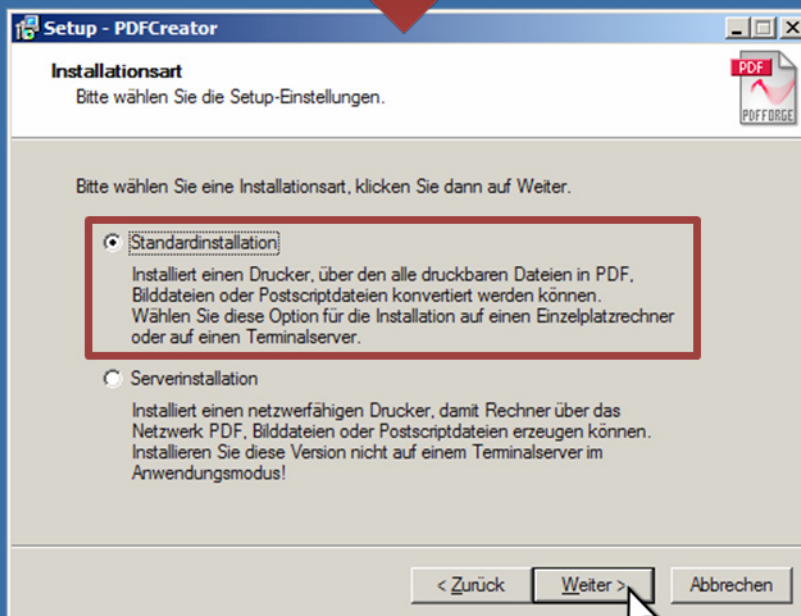 Setup - PDFCreator
Installationsart
Bitte wählen Sie die Setup-Einstellungen.
PDF
PDFFORGE
Bitte wählen Sie eine Installationsart, klicken Sie dann auf Weiter.
Standardinstallation
Installiert einen Drucker, über den alle druckbaren Dateien in PDF,
Bilddateien oder Postscriptdateien konvertiert werden können.
Wählen Sie diese Option für die Installation auf einen Einzelplatzrechner
oder auf einen Terminalserver.
Serverinstallation
Installiert einen netzwerfähigen Drucker, damit Rechner über das
Netzwerk PDF, Bilddateien oder Postscriptdateien erzeugen können.
Installieren Sie diese Version nicht auf einem Terminalserver im
Anwendungsmodus!
< Zurück Weiter > Abbrechen